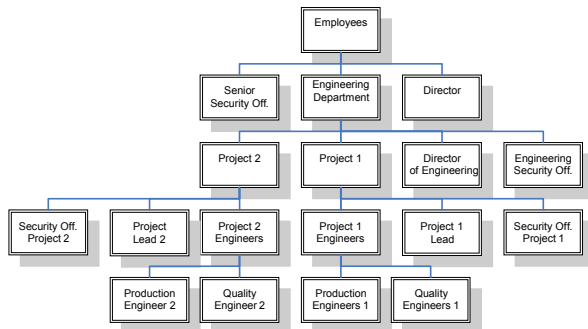 Employees
Senior
Security Off.
Engineering
Department
Director
Project 2
Project 1
Director
of Engineering
Engineering
Security Off.
Security Off.
Project 2
Project
Lead 2
Project 2
Engineers
Project 1
Engineers
Project 1
Lead
Security Off.
Project 1
Production
Engineer 2
Quality
Engineer 2
Production
Engineers 1
Quality
Engineers 1